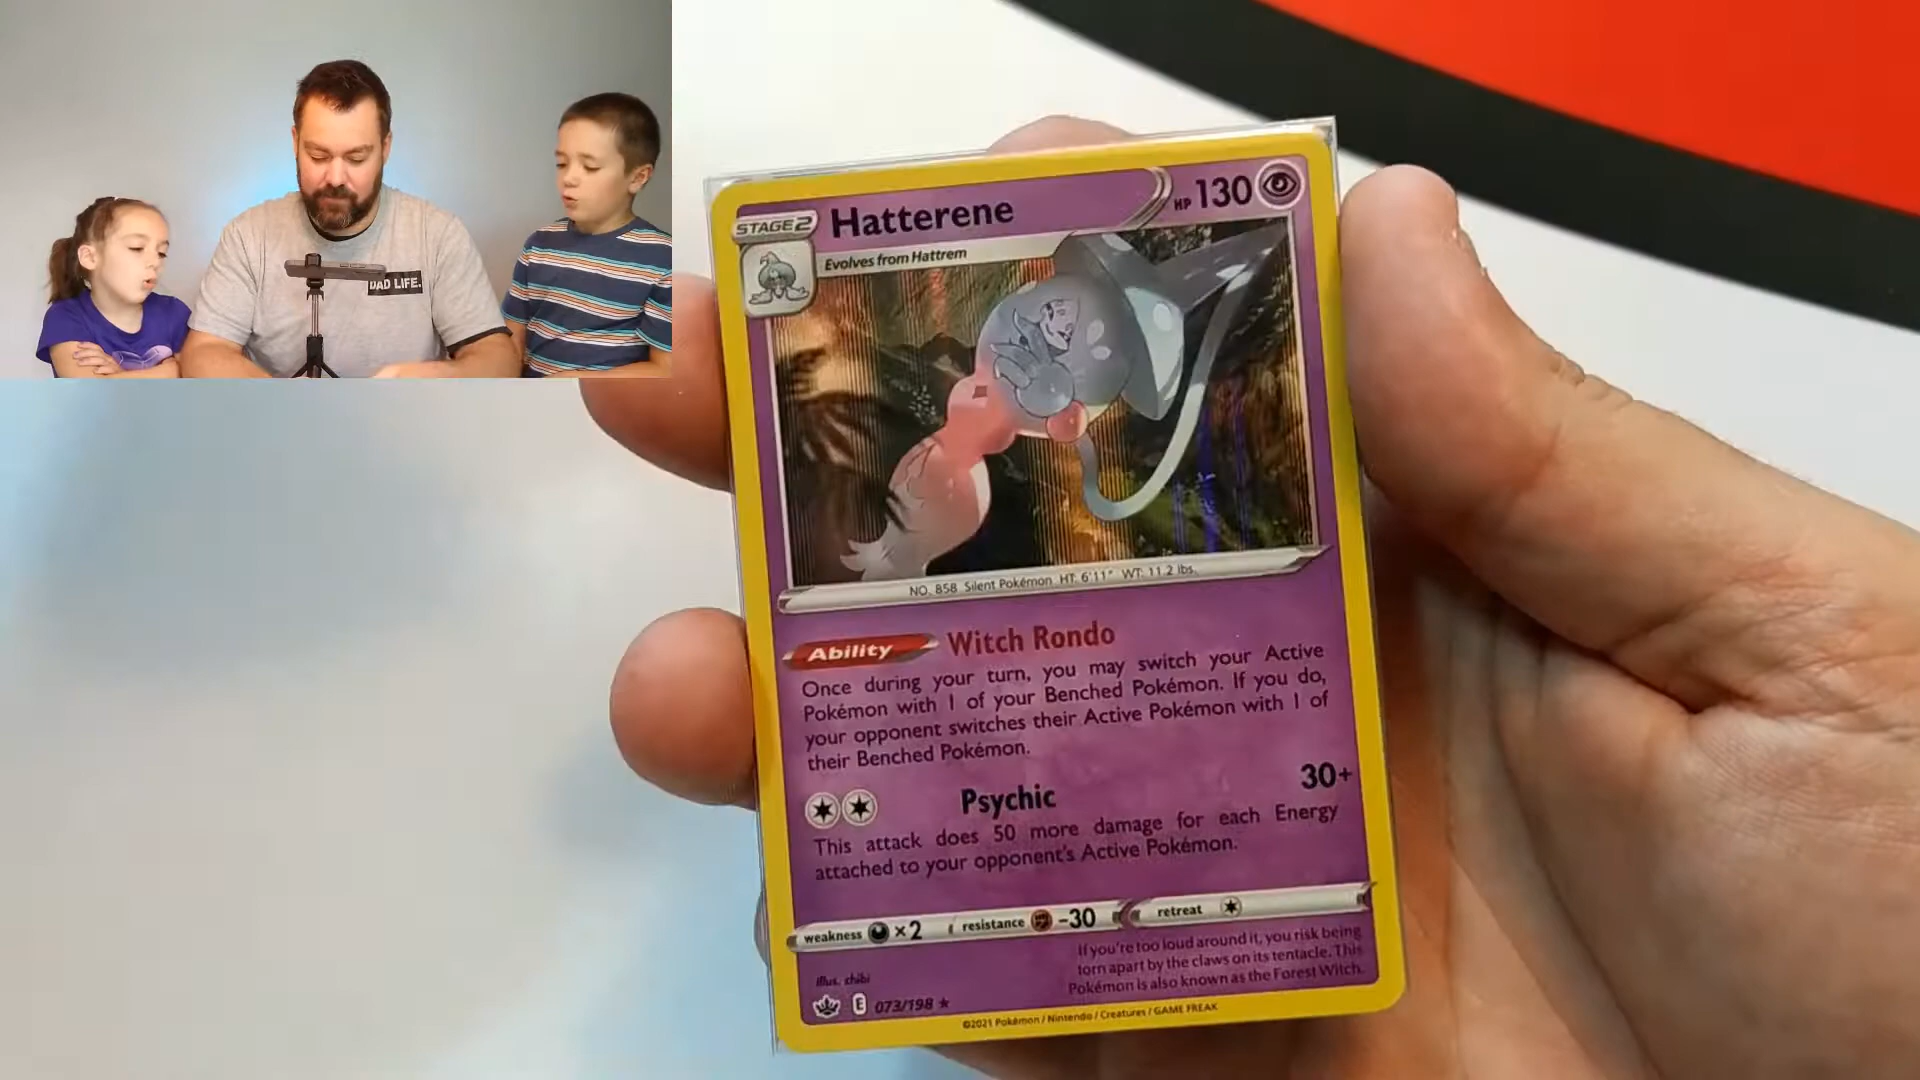 DAD LIFE.
STAGE 2 Hatterene HP 130
Evolves from Hattrem
NO. 858 Silent Pokémon HT: 6'11" WT: 11.2 lbs.
Ability Witch Rondo
Once during your turn, you may switch your Active
Pokémon with 1 of your Benched Pokémon. If you do,
your opponent switches their Active Pokémon with 1 of
their Benched Pokémon.
Psychic 30+
This attack does 50 more damage for each Energy
attached to your opponent's Active Pokémon.
weakness ×2 resistance -30 retreat
If you're too loud around it, you risk being
torn apart by the claws on its tentacle. This
Pokémon is also known as the Forest Witch.
illus. chibi
E 073/198 ★
©2021 Pokémon / Nintendo / Creatures / GAME FREAK